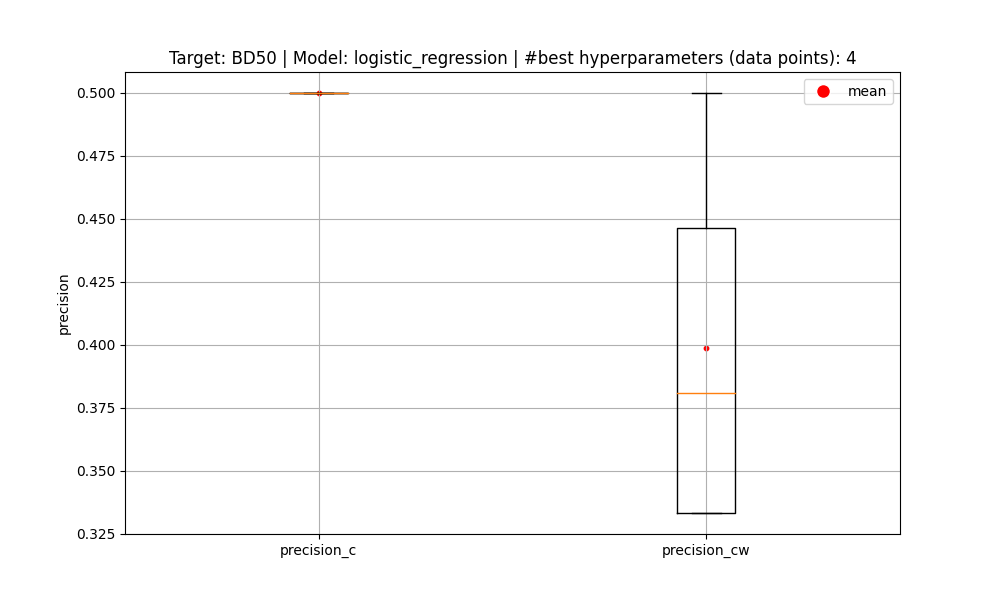 Target: BD50 | Model: logistic_regression | #best hyperparameters (data points): 4
mean
precision
0.500
0.475
0.450
0.425
0.400
0.375
0.350
0.325
precision_c
precision_cw